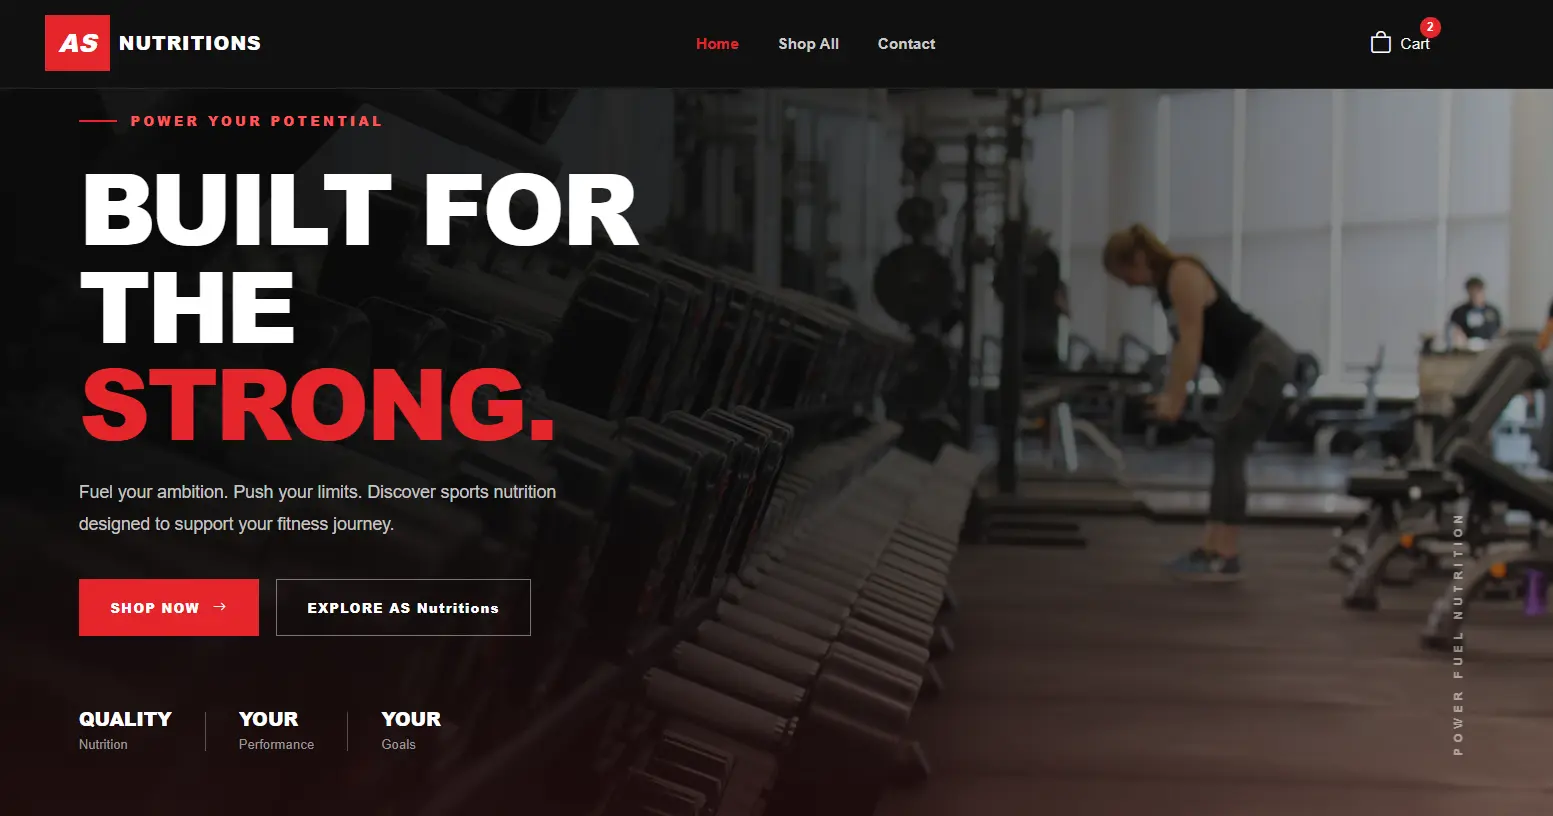 AS NUTRITIONS
Home
Shop All
Contact
2
Cart
POWER YOUR POTENTIAL
BUILT FOR
THE
STRONG.
Fuel your ambition. Push your limits. Discover sports nutrition
designed to support your fitness journey.
SHOP NOW →
EXPLORE AS Nutritions
QUALITY
Nutrition
YOUR
Performance
YOUR
Goals
POWER FUEL NUTRITION